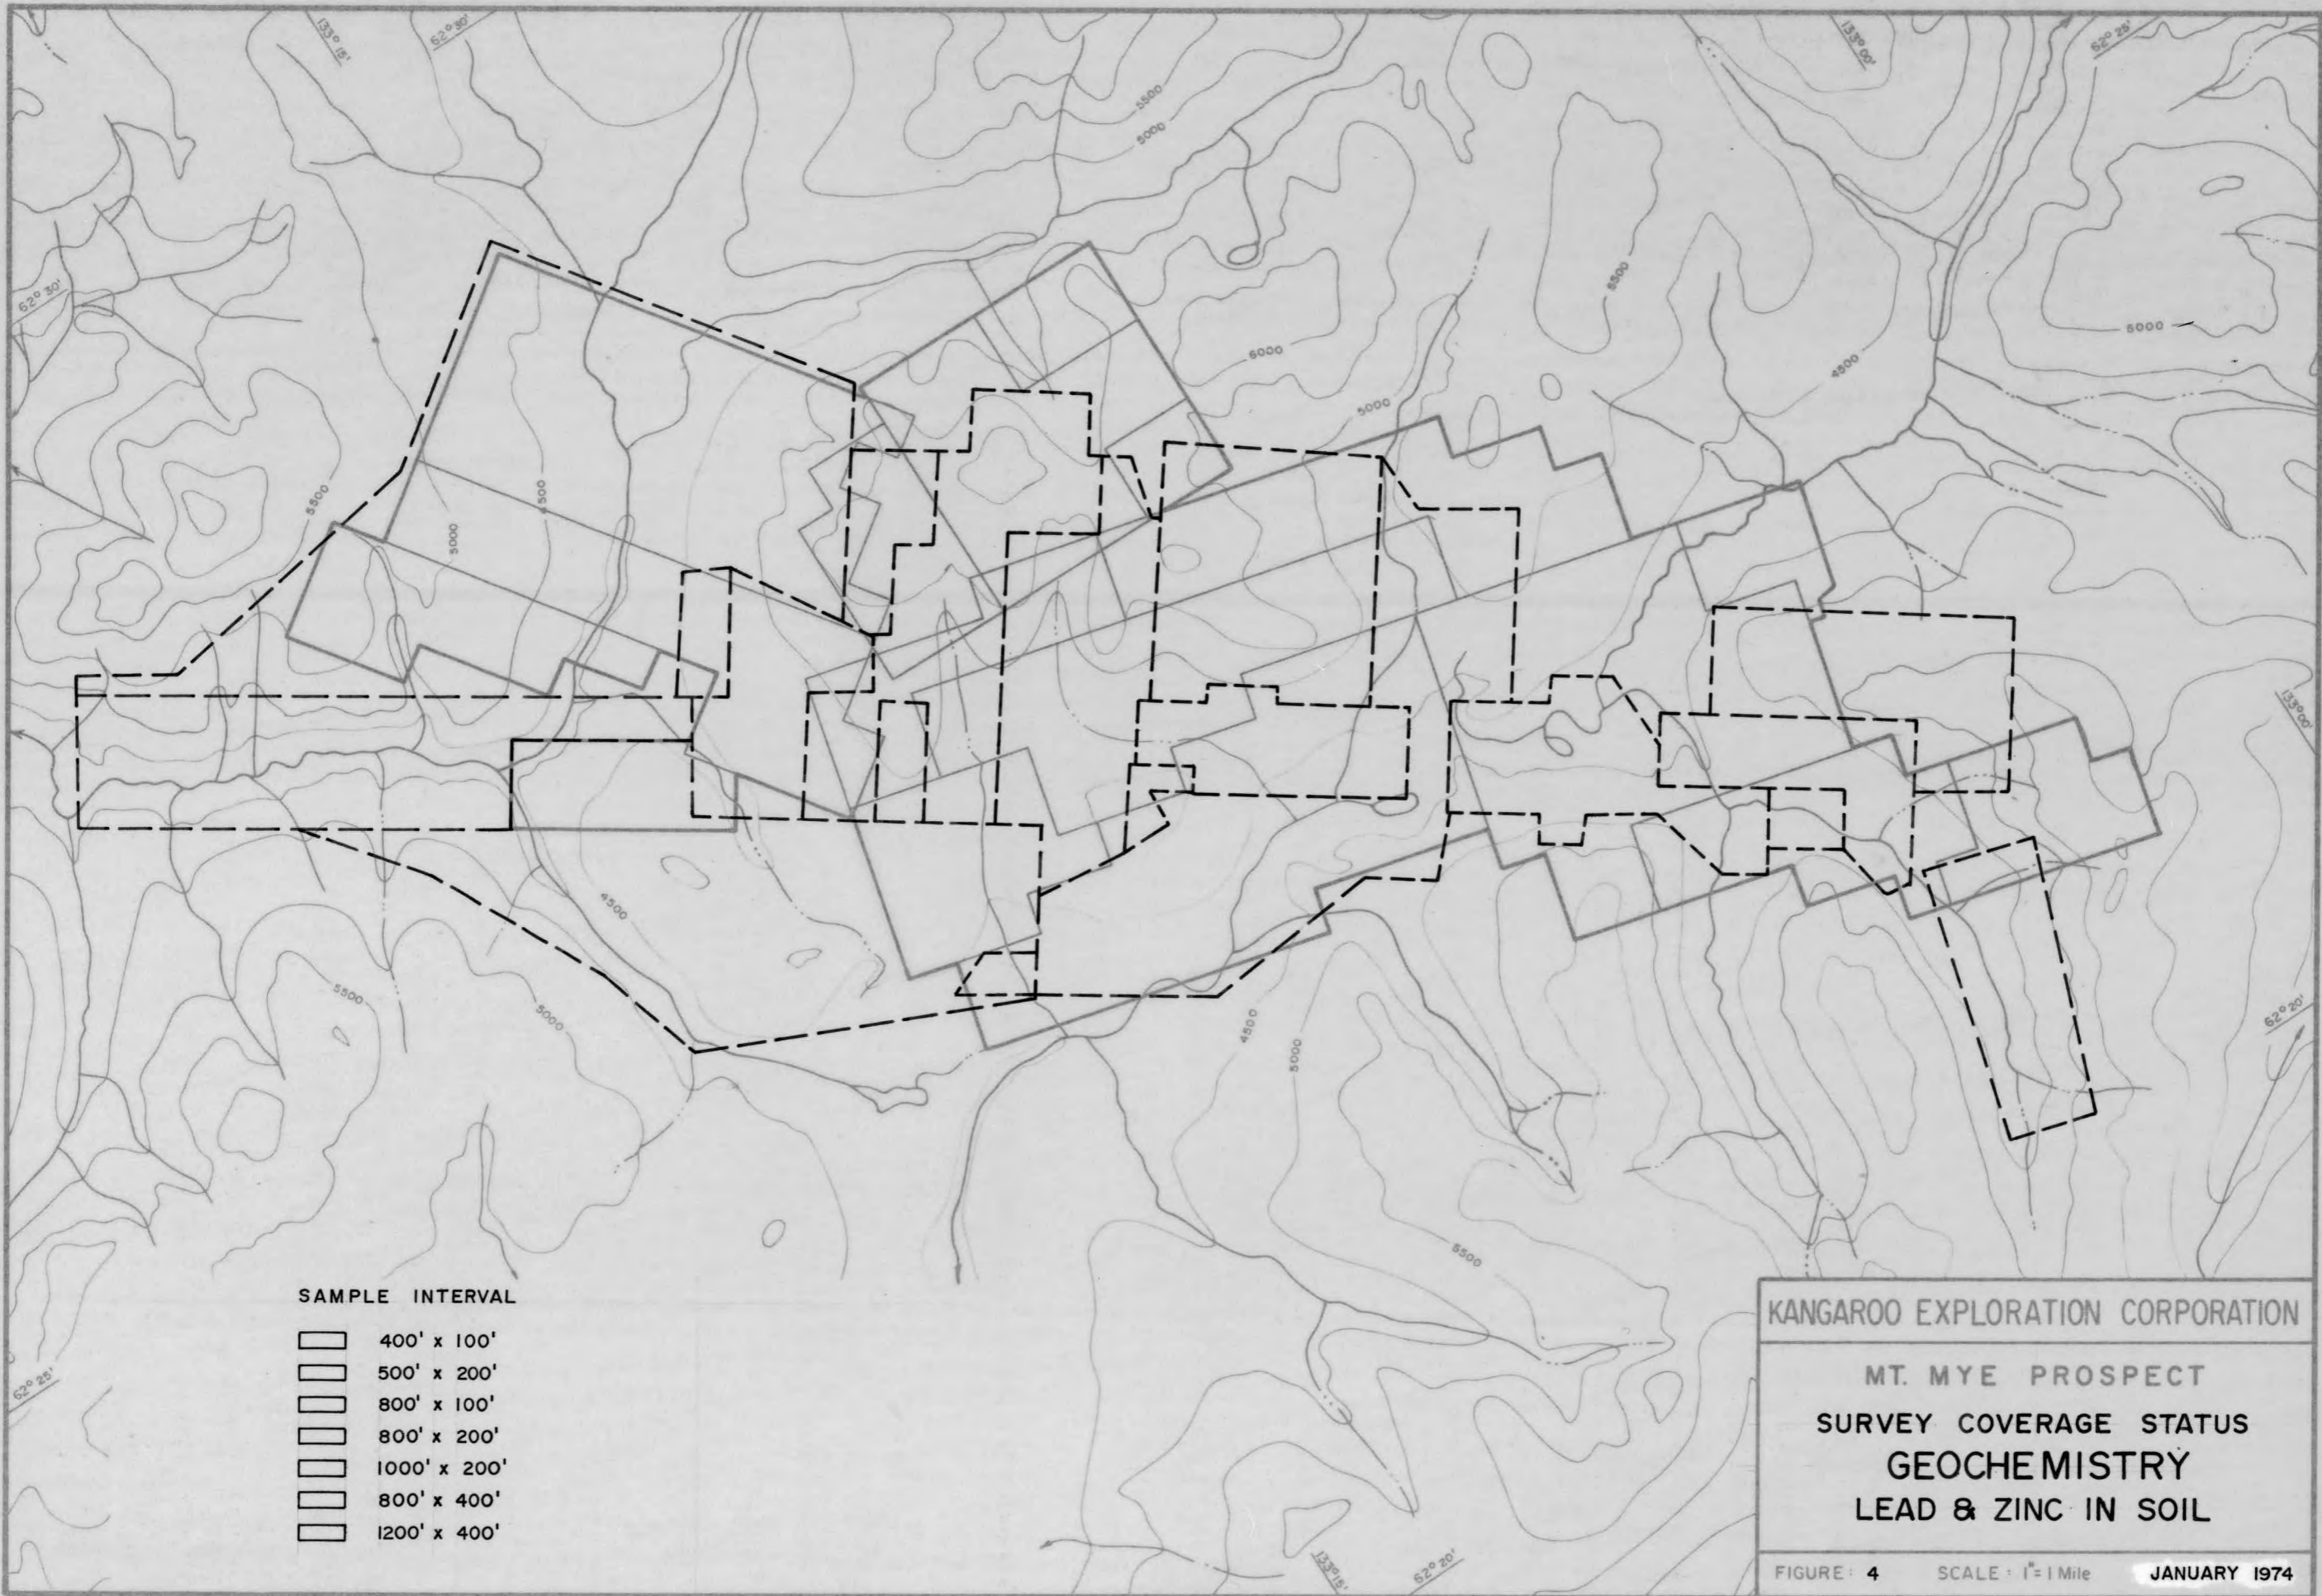 133° 15'
62° 30'
133° 00'
62° 25'
5500
5000
62° 30'
5500
6000
5000
4500
5000
5500
6500
5000
5000
133° 00'
4500
5500
5000
4500
5000
62° 20'
5500
SAMPLE INTERVAL
400' x 100'
500' x 200'
800' x 100'
800' x 200'
1000' x 200'
800' x 400'
1200' x 400'
62° 25'
133° 15'
62° 20'
KANGAROO EXPLORATION CORPORATION
MT. MYE PROSPECT
SURVEY COVERAGE STATUS
GEOCHEMISTRY
LEAD & ZINC IN SOIL
FIGURE: 4 SCALE: 1"= 1 Mile JANUARY 1974